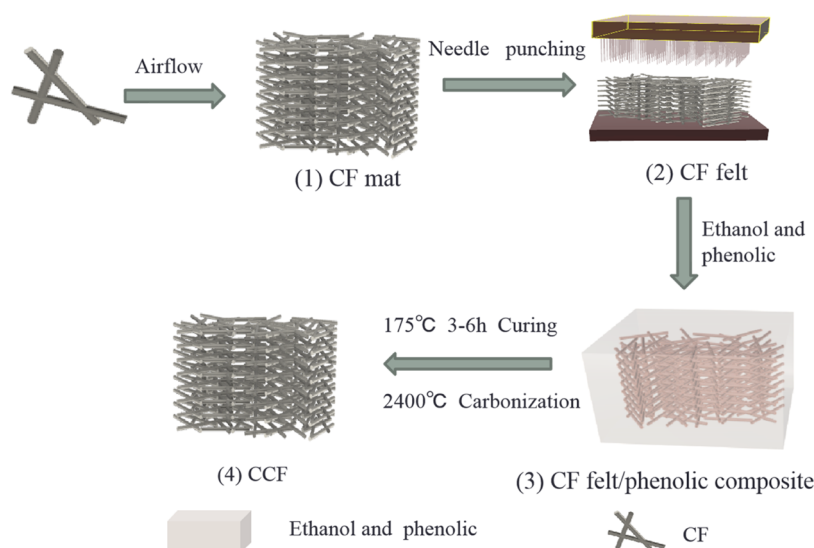 Airflow
Needle punching
(1) CF mat
(2) CF felt
Ethanol and
phenolic
175℃ 3-6h Curing
2400℃ Carbonization
(4) CCF
(3) CF felt/phenolic composite
Ethanol and phenolic
CF